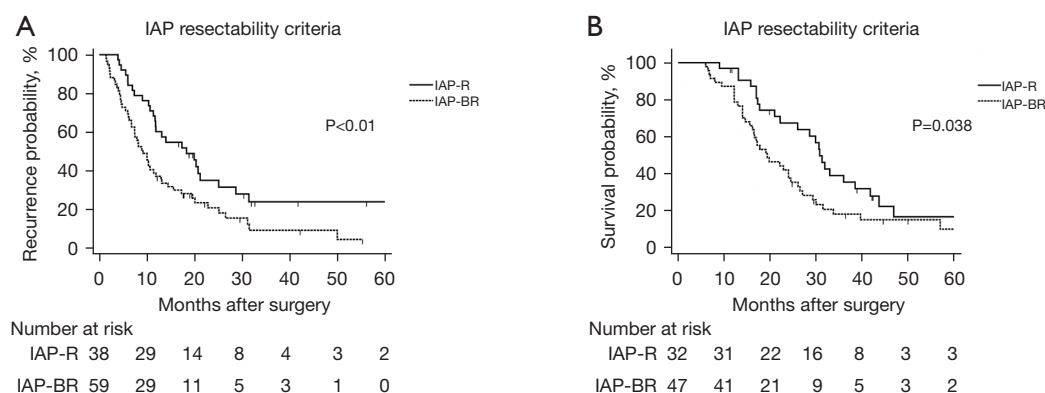 A
IAP resectability criteria
Recurrence probability, %
100
80
60
40
20
0
IAP-R
IAP-BR
P<0.01
0 10 20 30 40 50 60
Months after surgery
Number at risk
IAP-R 38 29 14 8 4 3 2
IAP-BR 59 29 11 5 3 1 0
B
IAP resectability criteria
Survival probability, %
100
80
60
40
20
0
IAP-R
IAP-BR
P=0.038
0 10 20 30 40 50 60
Months after surgery
Number at risk
IAP-R 32 31 22 16 8 3 3
IAP-BR 47 41 21 9 5 3 2